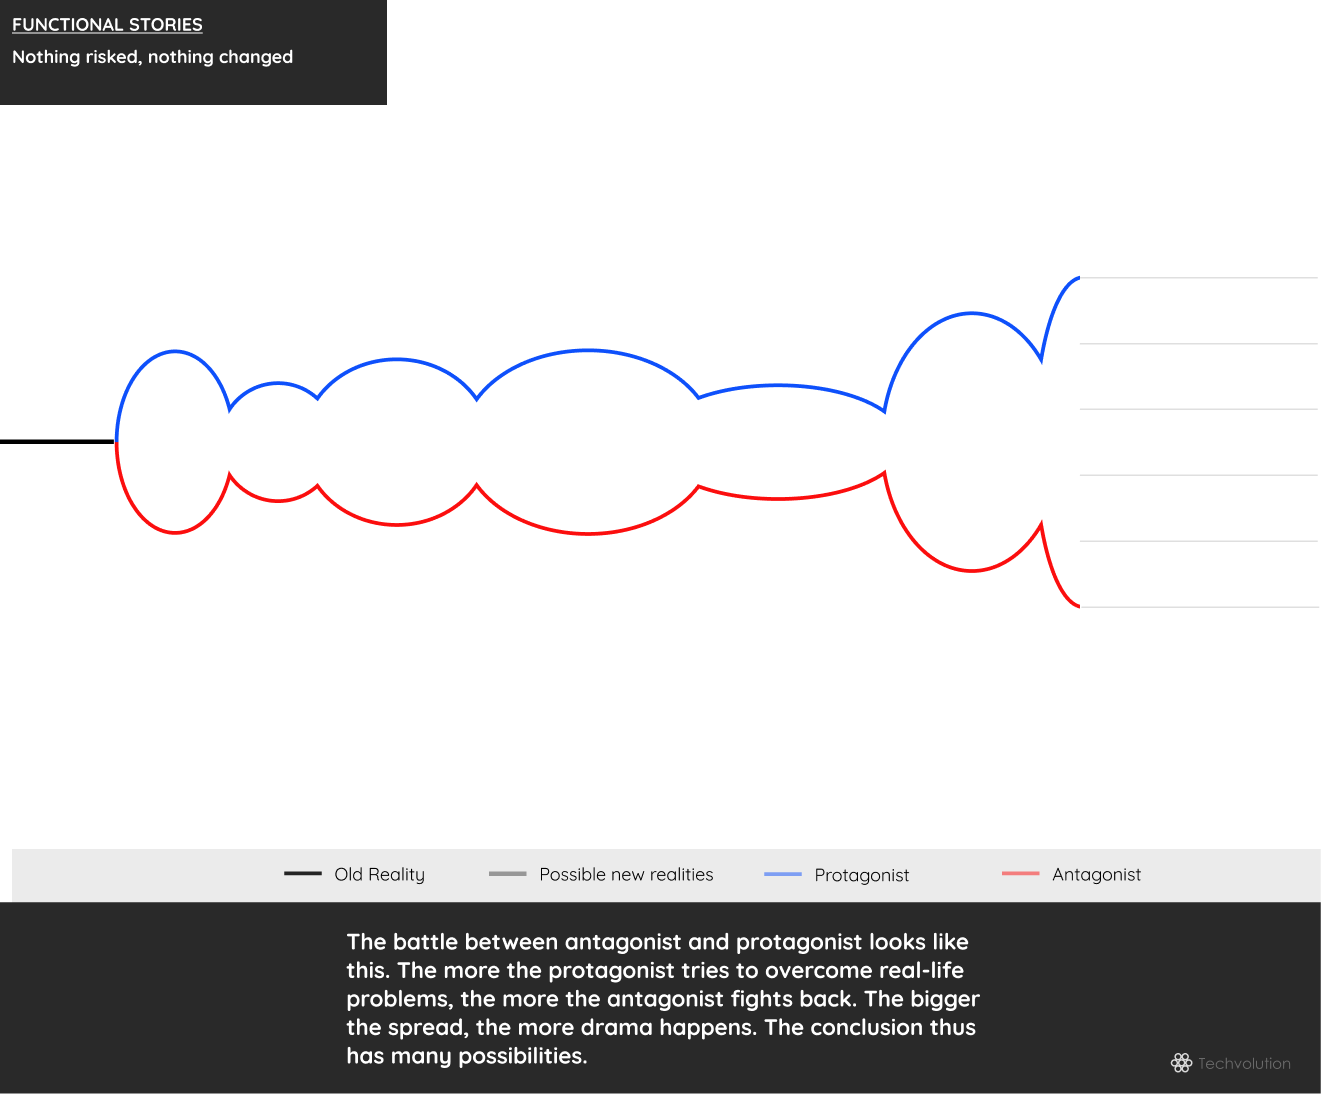 FUNCTIONAL STORIES
Nothing risked, nothing changed
Old Reality
Possible new realities
Protagonist
Antagonist
The battle between antagonist and protagonist looks like
this. The more the protagonist tries to overcome real-life
problems, the more the antagonist fights back. The bigger
the spread, the more drama happens. The conclusion thus
has many possibilities.
Techvolution